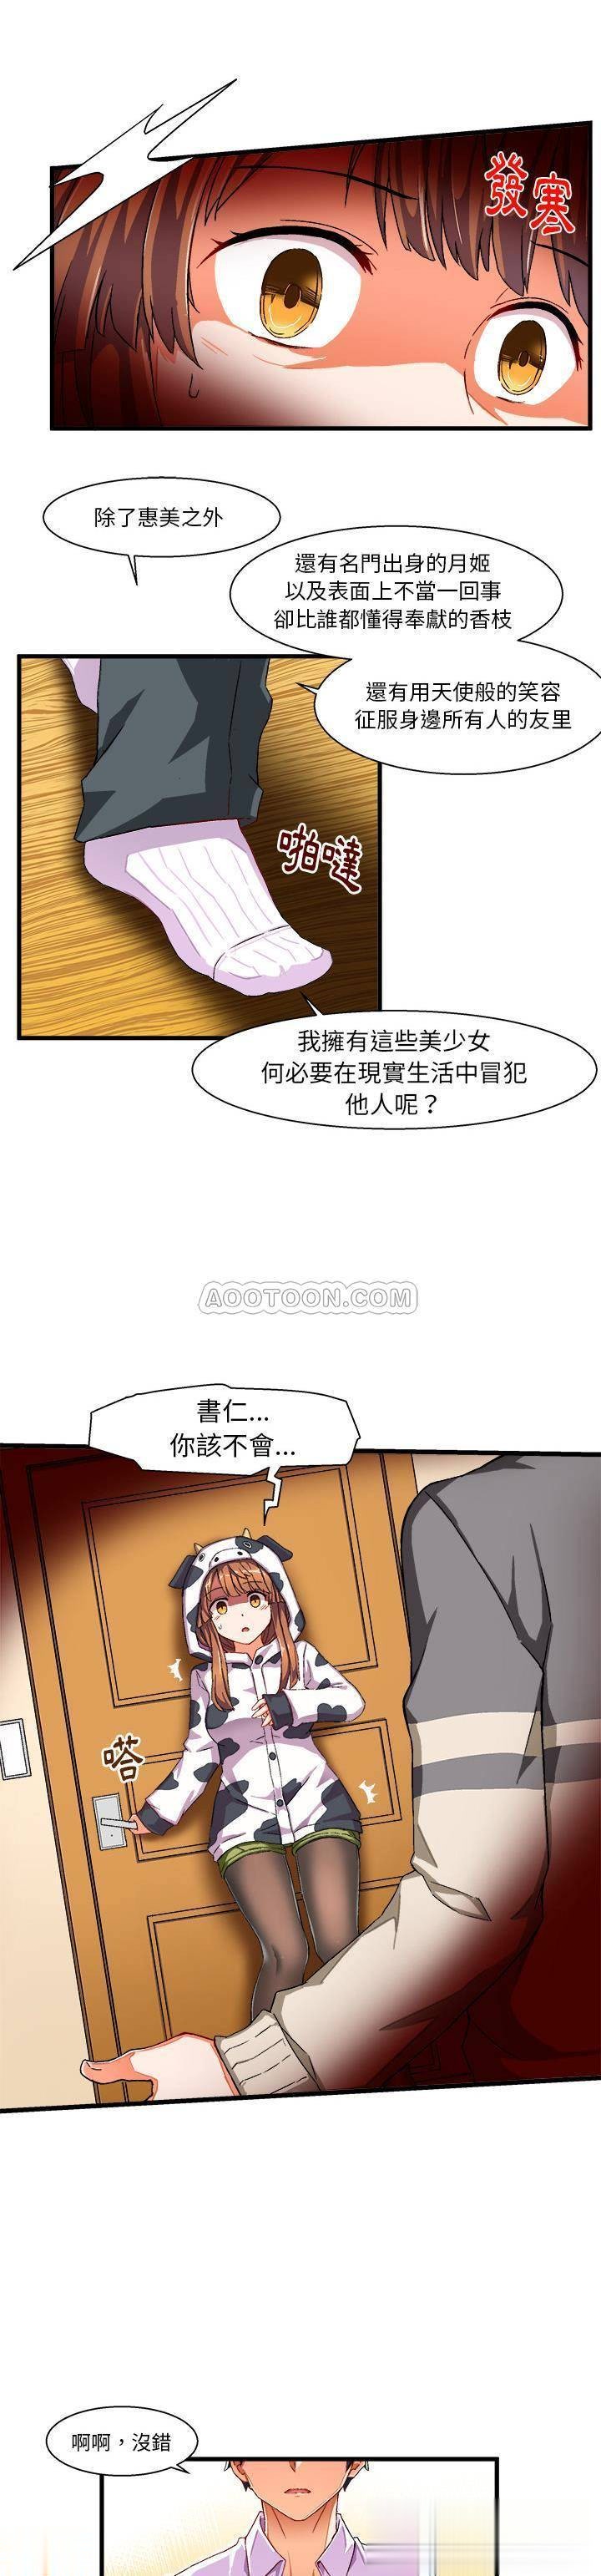 發寒
除了惠美之外
還有名門出身的月姬
以及表面上不當一回事
卻比誰都懂得奉獻的香枝
還有用天使般的笑容
征服身邊所有人的友里
啪噠
我擁有這些美少女
何必要在現實生活中冒犯
他人呢？
AOOTOON.COM
書仁...
你該不會...
嗒
啊啊，沒錯